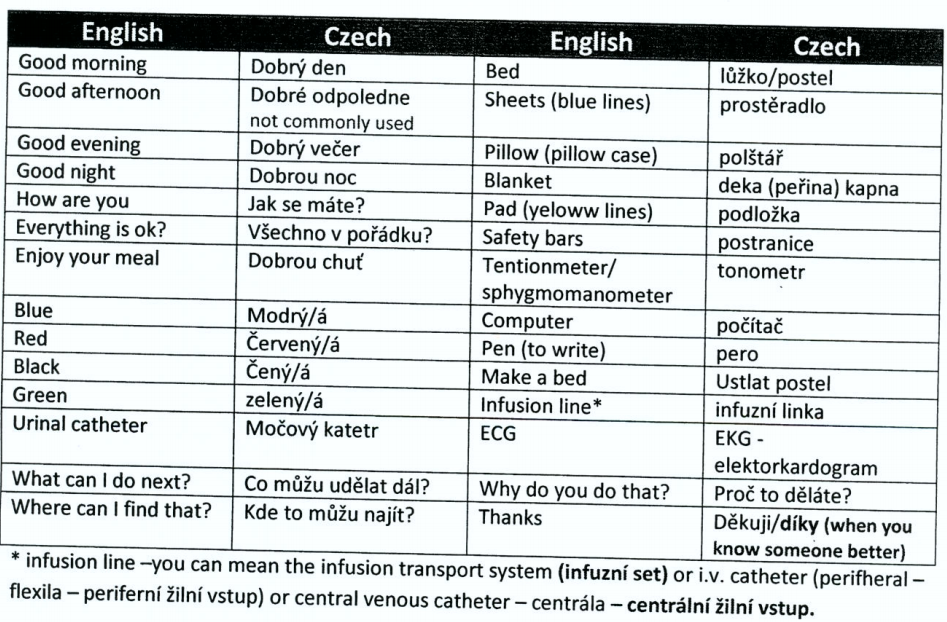 English Czech English Czech
Good morning Dobrý den Bed lůžko/postel
Good afternoon Dobré odpoledne Sheets (blue lines) prostěradlo
not commonly used
Good evening Dobrý večer Pillow (pillow case) polštář
Good night Dobrou noc Blanket deka (peřina) kapna
How are you Jak se máte? Pad (yeloww lines) podložka
Everything is ok? Všechno v pořádku? Safety bars postranice
Enjoy your meal Dobrou chuť Tentionmeter/ tonometr
sphygmomanometer
Blue Modrý/á Computer počítač
Red Červený/á Pen (to write) pero
Black Čený/á Make a bed Ustlat postel
Green zelený/á Infusion line* infuzní linka
Urinal catheter Močový katetr ECG EKG -
elektorkardogram
What can I do next? Co můžu udělat dál? Why do you do that? Proč to děláte?
Where can I find that? Kde to můžu najít? Thanks Děkuji/díky (when you
know someone better)
* infusion line –you can mean the infusion transport system (infuzní set) or i.v. catheter (perifheral –
flexila – periferní žilní vstup) or central venous catheter – centrála – centrální žilní vstup.